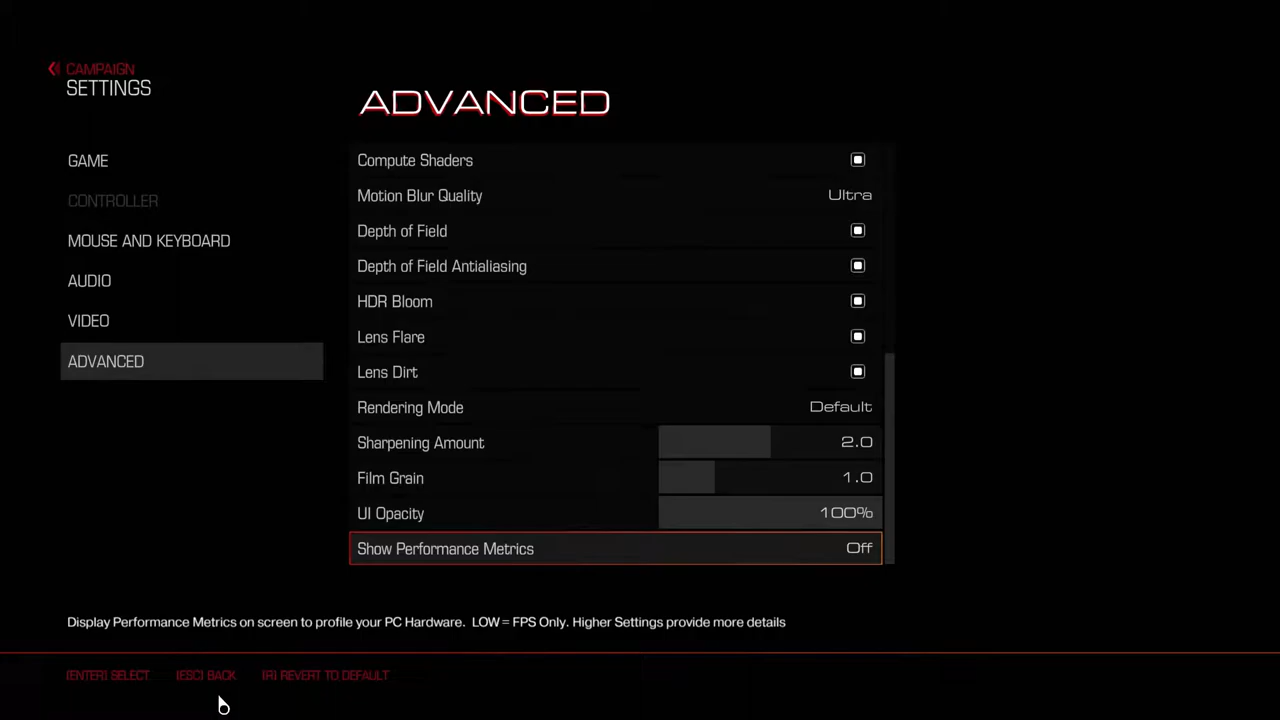 CAMPAIGN
SETTINGS
ADVANCED
GAME
CONTROLLER
MOUSE AND KEYBOARD
AUDIO
VIDEO
ADVANCED
Compute Shaders
Motion Blur Quality Ultra
Depth of Field
Depth of Field Antialiasing
HDR Bloom
Lens Flare
Lens Dirt
Rendering Mode Default
Sharpening Amount 2.0
Film Grain 1.0
UI Opacity 100%
Show Performance Metrics Off
Display Performance Metrics on screen to profile your PC Hardware. LOW = FPS Only. Higher Settings provide more details
[ENTER] SELECT [ESC] BACK [R] REVERT TO DEFAULT